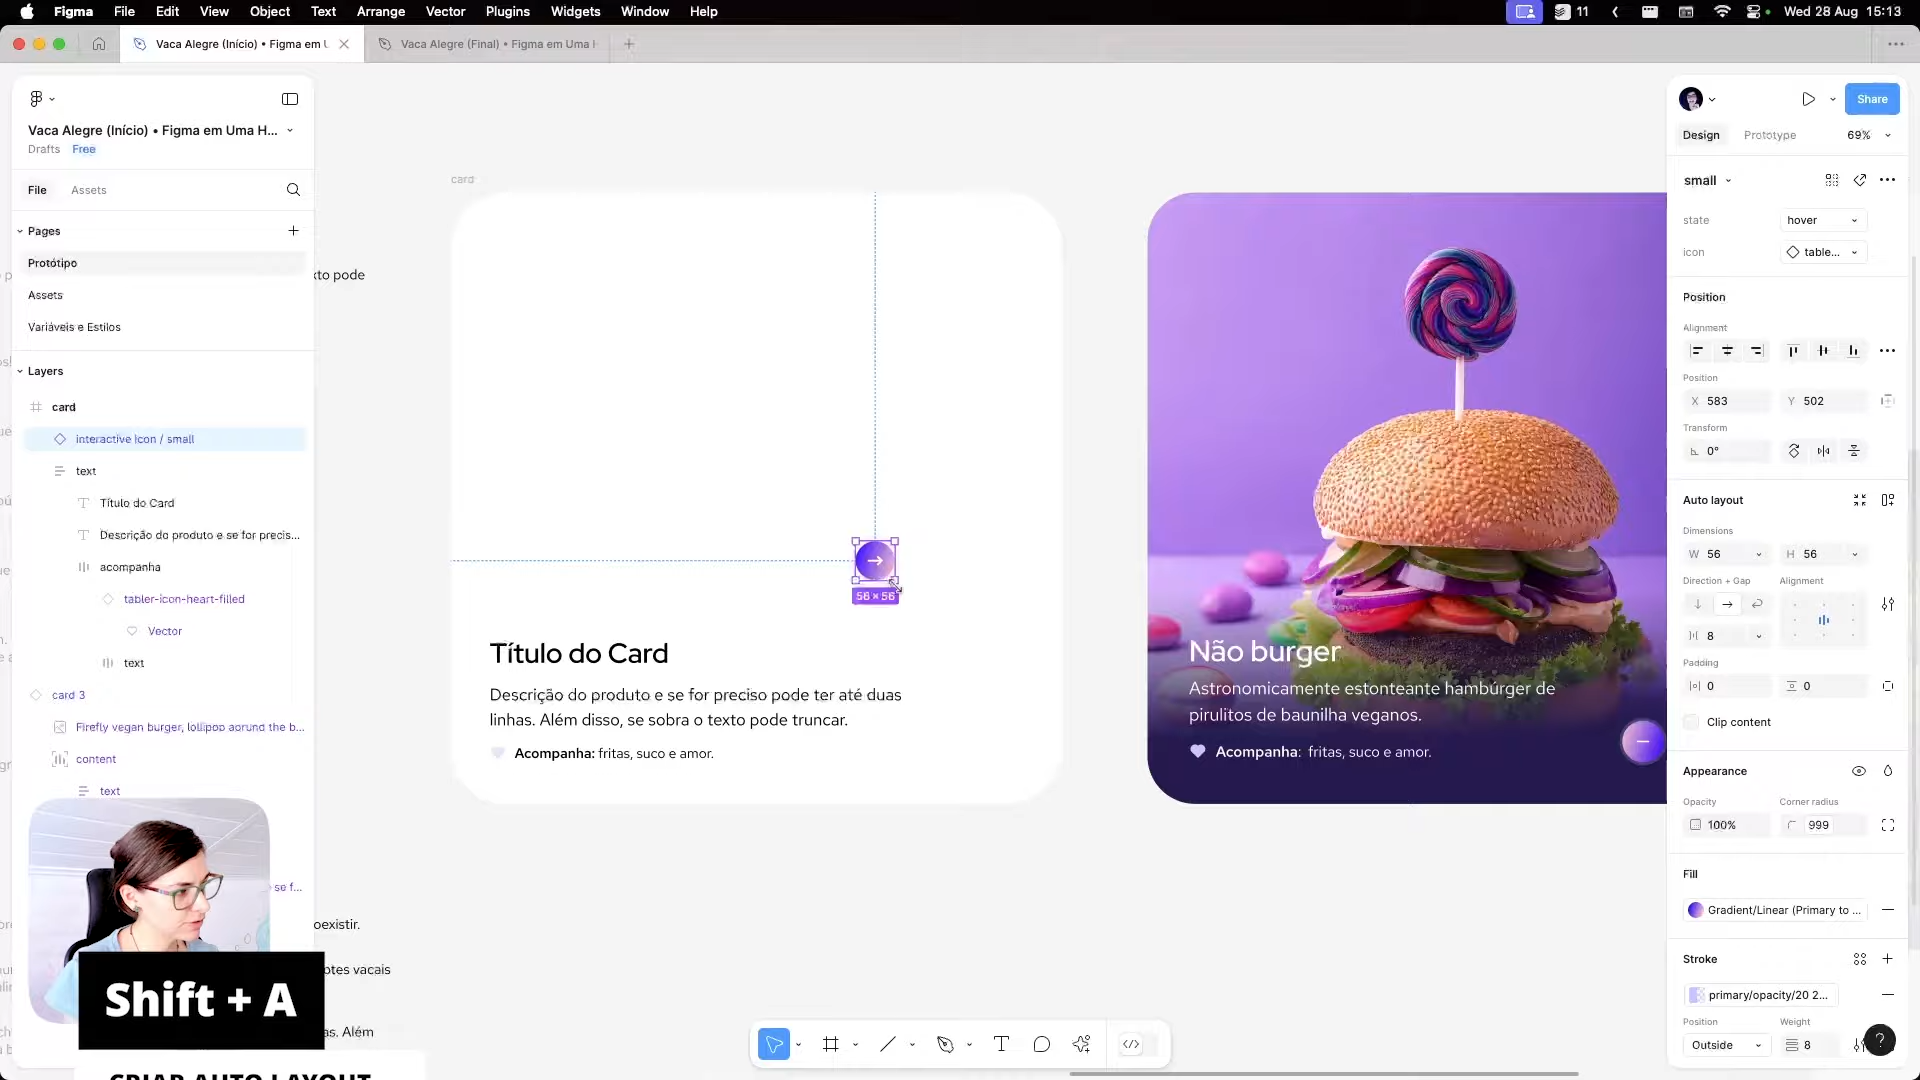 Figma File Edit View Object Text Arrange Vector Plugins Widgets Window Help 11 Wed 28 Aug 15:13
Vaca Alegre (Início) • Figma em U Vaca Alegre (Final) • Figma em Uma H
Share
Vaca Alegre (Início) • Figma em Uma H...
Drafts Free
Design Prototype 69%
File Assets
card
small
state hover
icon table...
Pages
Protótipo
xto pode
Assets
Variáveis e Estilos
Layers
card
interactive icon / small
text
Título do Card
Descrição do produto e se for precis...
acompanha
tabler-icon-heart-filled
Vector
text
card 3
Firefly vegan burger, lollipop aorund the b...
content
text
se f...
oexistir.
otes vacais
as. Além
Shift + A
CRIAR AUTO LAYOUT
56 × 56
Título do Card
Descrição do produto e se for preciso pode ter até duas
linhas. Além disso, se sobra o texto pode truncar.
Acompanha: fritas, suco e amor.
Não burger
Astronomicamente estonteante hambúrger de
pirulitos de baunilha veganos.
Acompanha: fritas, suco e amor.
Position
Alignment
Position
X 583 Y 502
Transform
0°
Auto layout
Dimensions
W 56 H 56
Direction + Gap Alignment
8
Padding
0 0
Clip content
Appearance
Opacity Corner radius
100% 999
Fill
Gradient/Linear (Primary to ...
Stroke
primary/opacity/20 2...
Position Weight
Outside 8
?